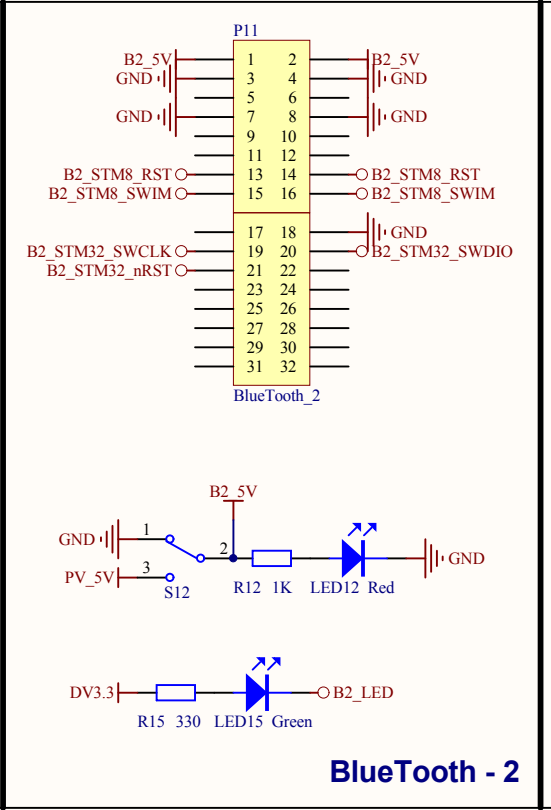 P11
B2_5V 1 2 B2_5V
GND 3 4 GND
5 6
GND 7 8 GND
9 10
11 12
B2_STM8_RST 13 14 B2_STM8_RST
B2_STM8_SWIM 15 16 B2_STM8_SWIM
17 18 GND
B2_STM32_SWCLK 19 20 B2_STM32_SWDIO
B2_STM32_nRST 21 22
23 24
25 26
27 28
29 30
31 32
BlueTooth_2
B2_5V
GND 1 2 GND
PV_5V 3
S12 R12 1K LED12 Red
DV3.3 B2_LED
R15 330 LED15 Green
BlueTooth - 2